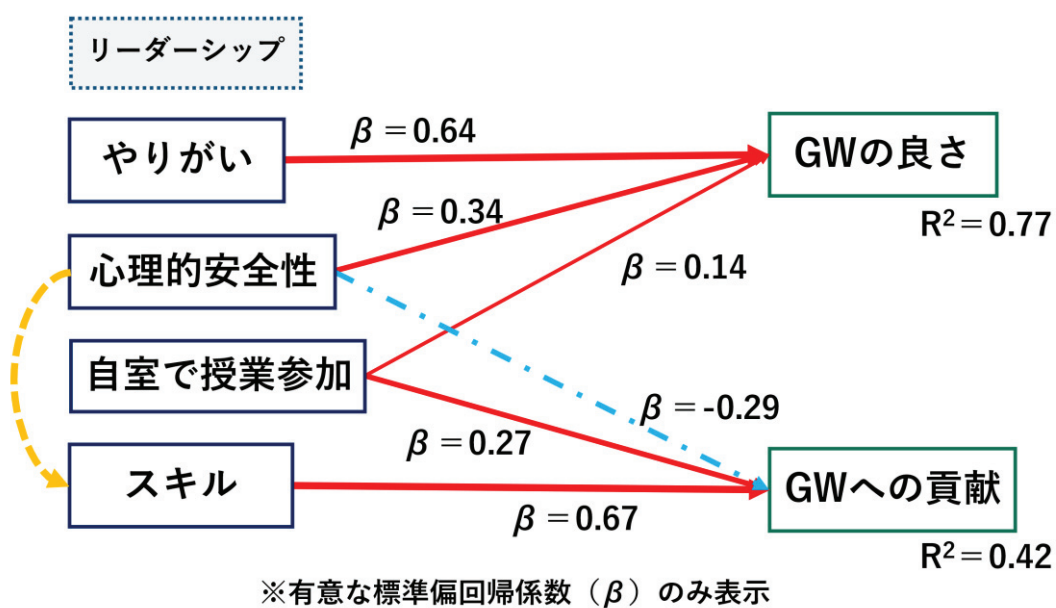 リーダーシップ
やりがい
β＝0.64
GWの良さ
R²＝0.77
β＝0.34
心理的安全性
β＝0.14
自室で授業参加
β＝-0.29
β＝0.27
スキル
GWへの貢献
β＝0.67
R²＝0.42
※有意な標準偏回帰係数（β）のみ表示